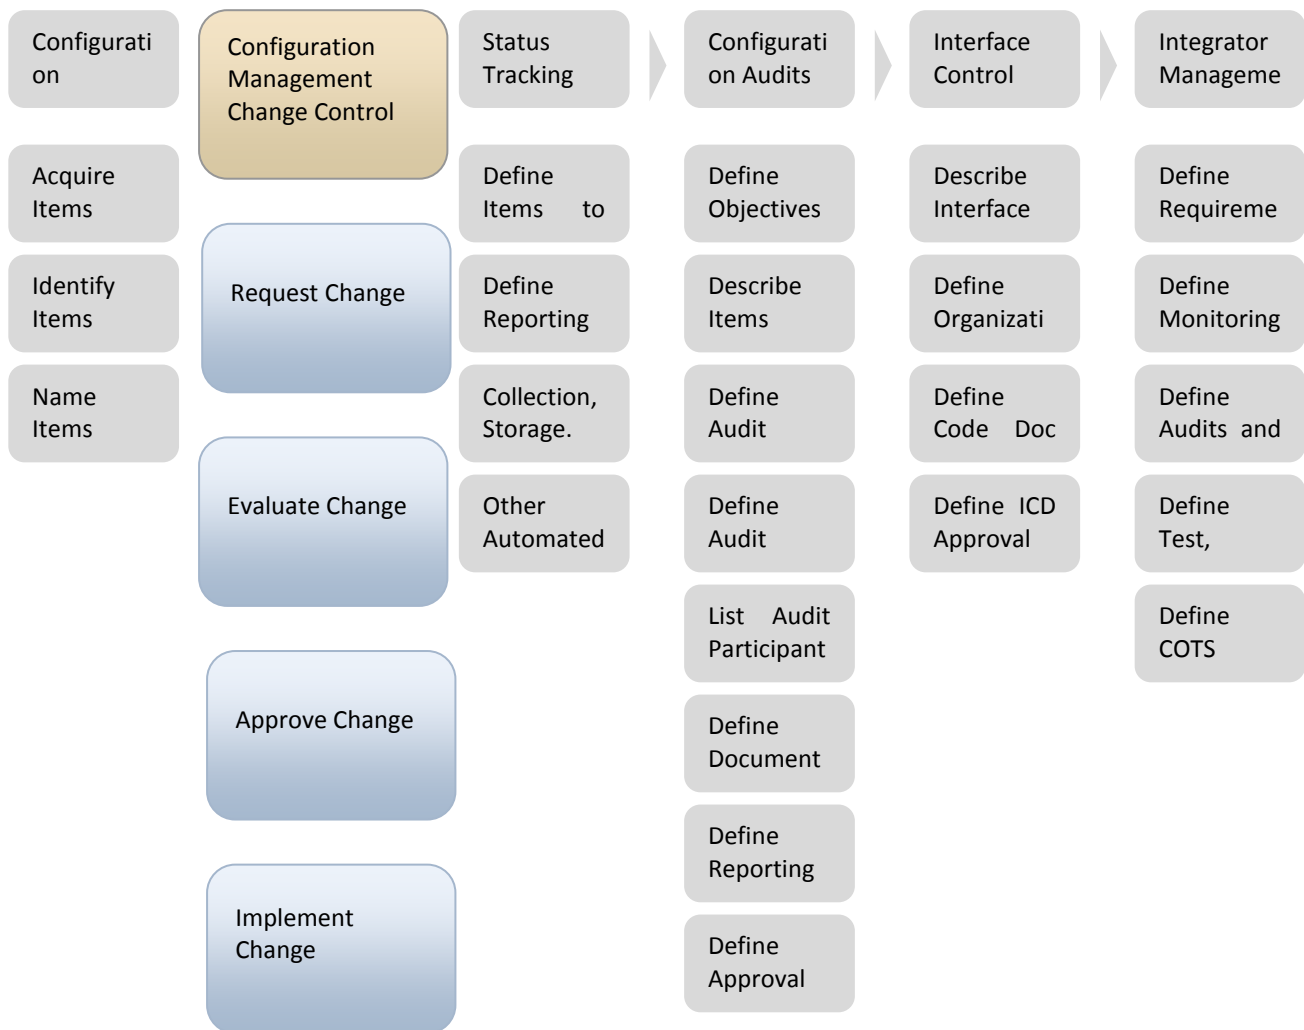 Configurati
on
Acquire
Items
Identify
Items
Name
Items
Configuration
Management
Change Control
Request Change
Evaluate Change
Approve Change
Implement
Change
Status
Tracking
Define
Items to
Define
Reporting
Collection,
Storage.
Other
Automated
Configurati
on Audits
Define
Objectives
Describe
Items
Define
Audit
Define
Audit
List Audit
Participant
Define
Document
Define
Reporting
Define
Approval
Interface
Control
Describe
Interface
Define
Organizati
Define
Code Doc
Define ICD
Approval
Integrator
Manageme
Define
Requireme
Define
Monitoring
Define
Audits and
Define
Test,
Define
COTS